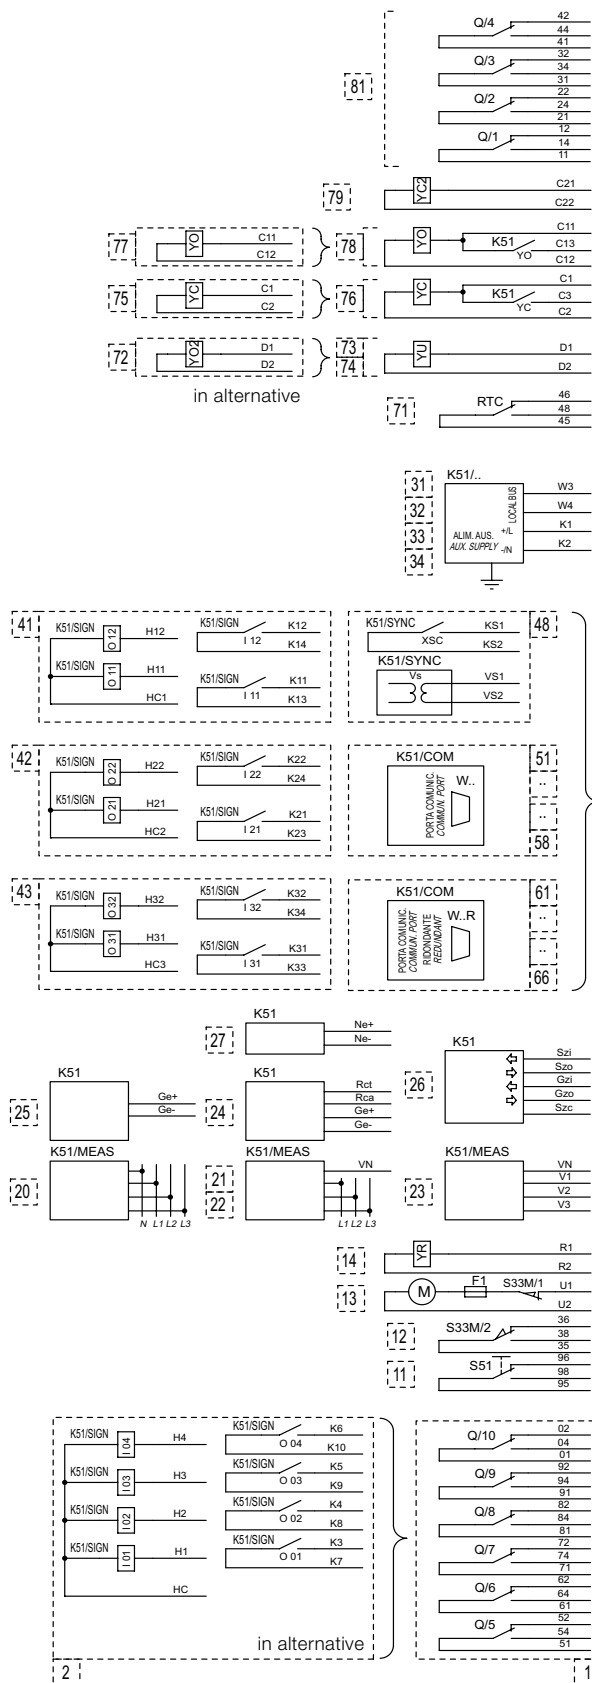 Q/4 42
44
41
Q/3 32
34
31
81
Q/2 22
24
21
Q/1 12
14
11
79 YC2 C21
C22
77 YO C11
C12
78 YO C11
K51 C13
YO C12
75 YC C1
C2
76 YC C1
K51 C3
YC C2
72 YO2 D1
D2
73
74 YU D1
D2
in alternative
71 RTC 46
48
45
K51/..
31 W3
32 LOCAL BUS W4
33 ALIM. AUS. +/L K1
34 AUX. SUPPLY -/N K2
41 K51/SIGN O 12 H12
K51/SIGN O 11 H11
HC1
K51/SIGN K12
I 12 K14
K51/SIGN K11
I 11 K13
K51/SYNC KS1 48
XSC KS2
K51/SYNC
Vs VS1
VS2
42 K51/SIGN O 22 H22
K51/SIGN O 21 H21
HC2
K51/SIGN K22
I 22 K24
K51/SIGN K21
I 21 K23
K51/COM 51
PORTA COMUNIC.
COMMUN. PORT
W.. ..
..
58
43 K51/SIGN O 32 H32
K51/SIGN O 31 H31
HC3
K51/SIGN K32
I 32 K34
K51/SIGN K31
I 31 K33
K51/COM 61
PORTA COMUNIC.
COMMUN. PORT
RIDONDANTE
REDUNDANT
W..R ..
..
66
27 K51 Ne+
Ne-
25 K51 Ge+
Ge-
24 K51 Rct
Rca
Ge+
Ge-
26 K51 Szi
Szo
Gzi
Gzo
Szc
20 K51/MEAS
N L1 L2 L3
21
22 K51/MEAS VN
L1 L2 L3
23 K51/MEAS VN
V1
V2
V3
14 YR R1
R2
13 M F1 S33M/1 U1
U2
12 S33M/2 36
38
35
11 S51 96
98
95
K51/SIGN I 04 H4
K51/SIGN I 03 H3
K51/SIGN I 02 H2
K51/SIGN I 01 H1
HC
K51/SIGN K6
O 04 K10
K51/SIGN K5
O 03 K9
K51/SIGN K4
O 02 K8
K51/SIGN K3
O 01 K7
in alternative
2
Q/10 02
04
01
Q/9 92
94
91
Q/8 82
84
81
Q/7 72
74
71
Q/6 62
64
61
Q/5 52
54
51
1